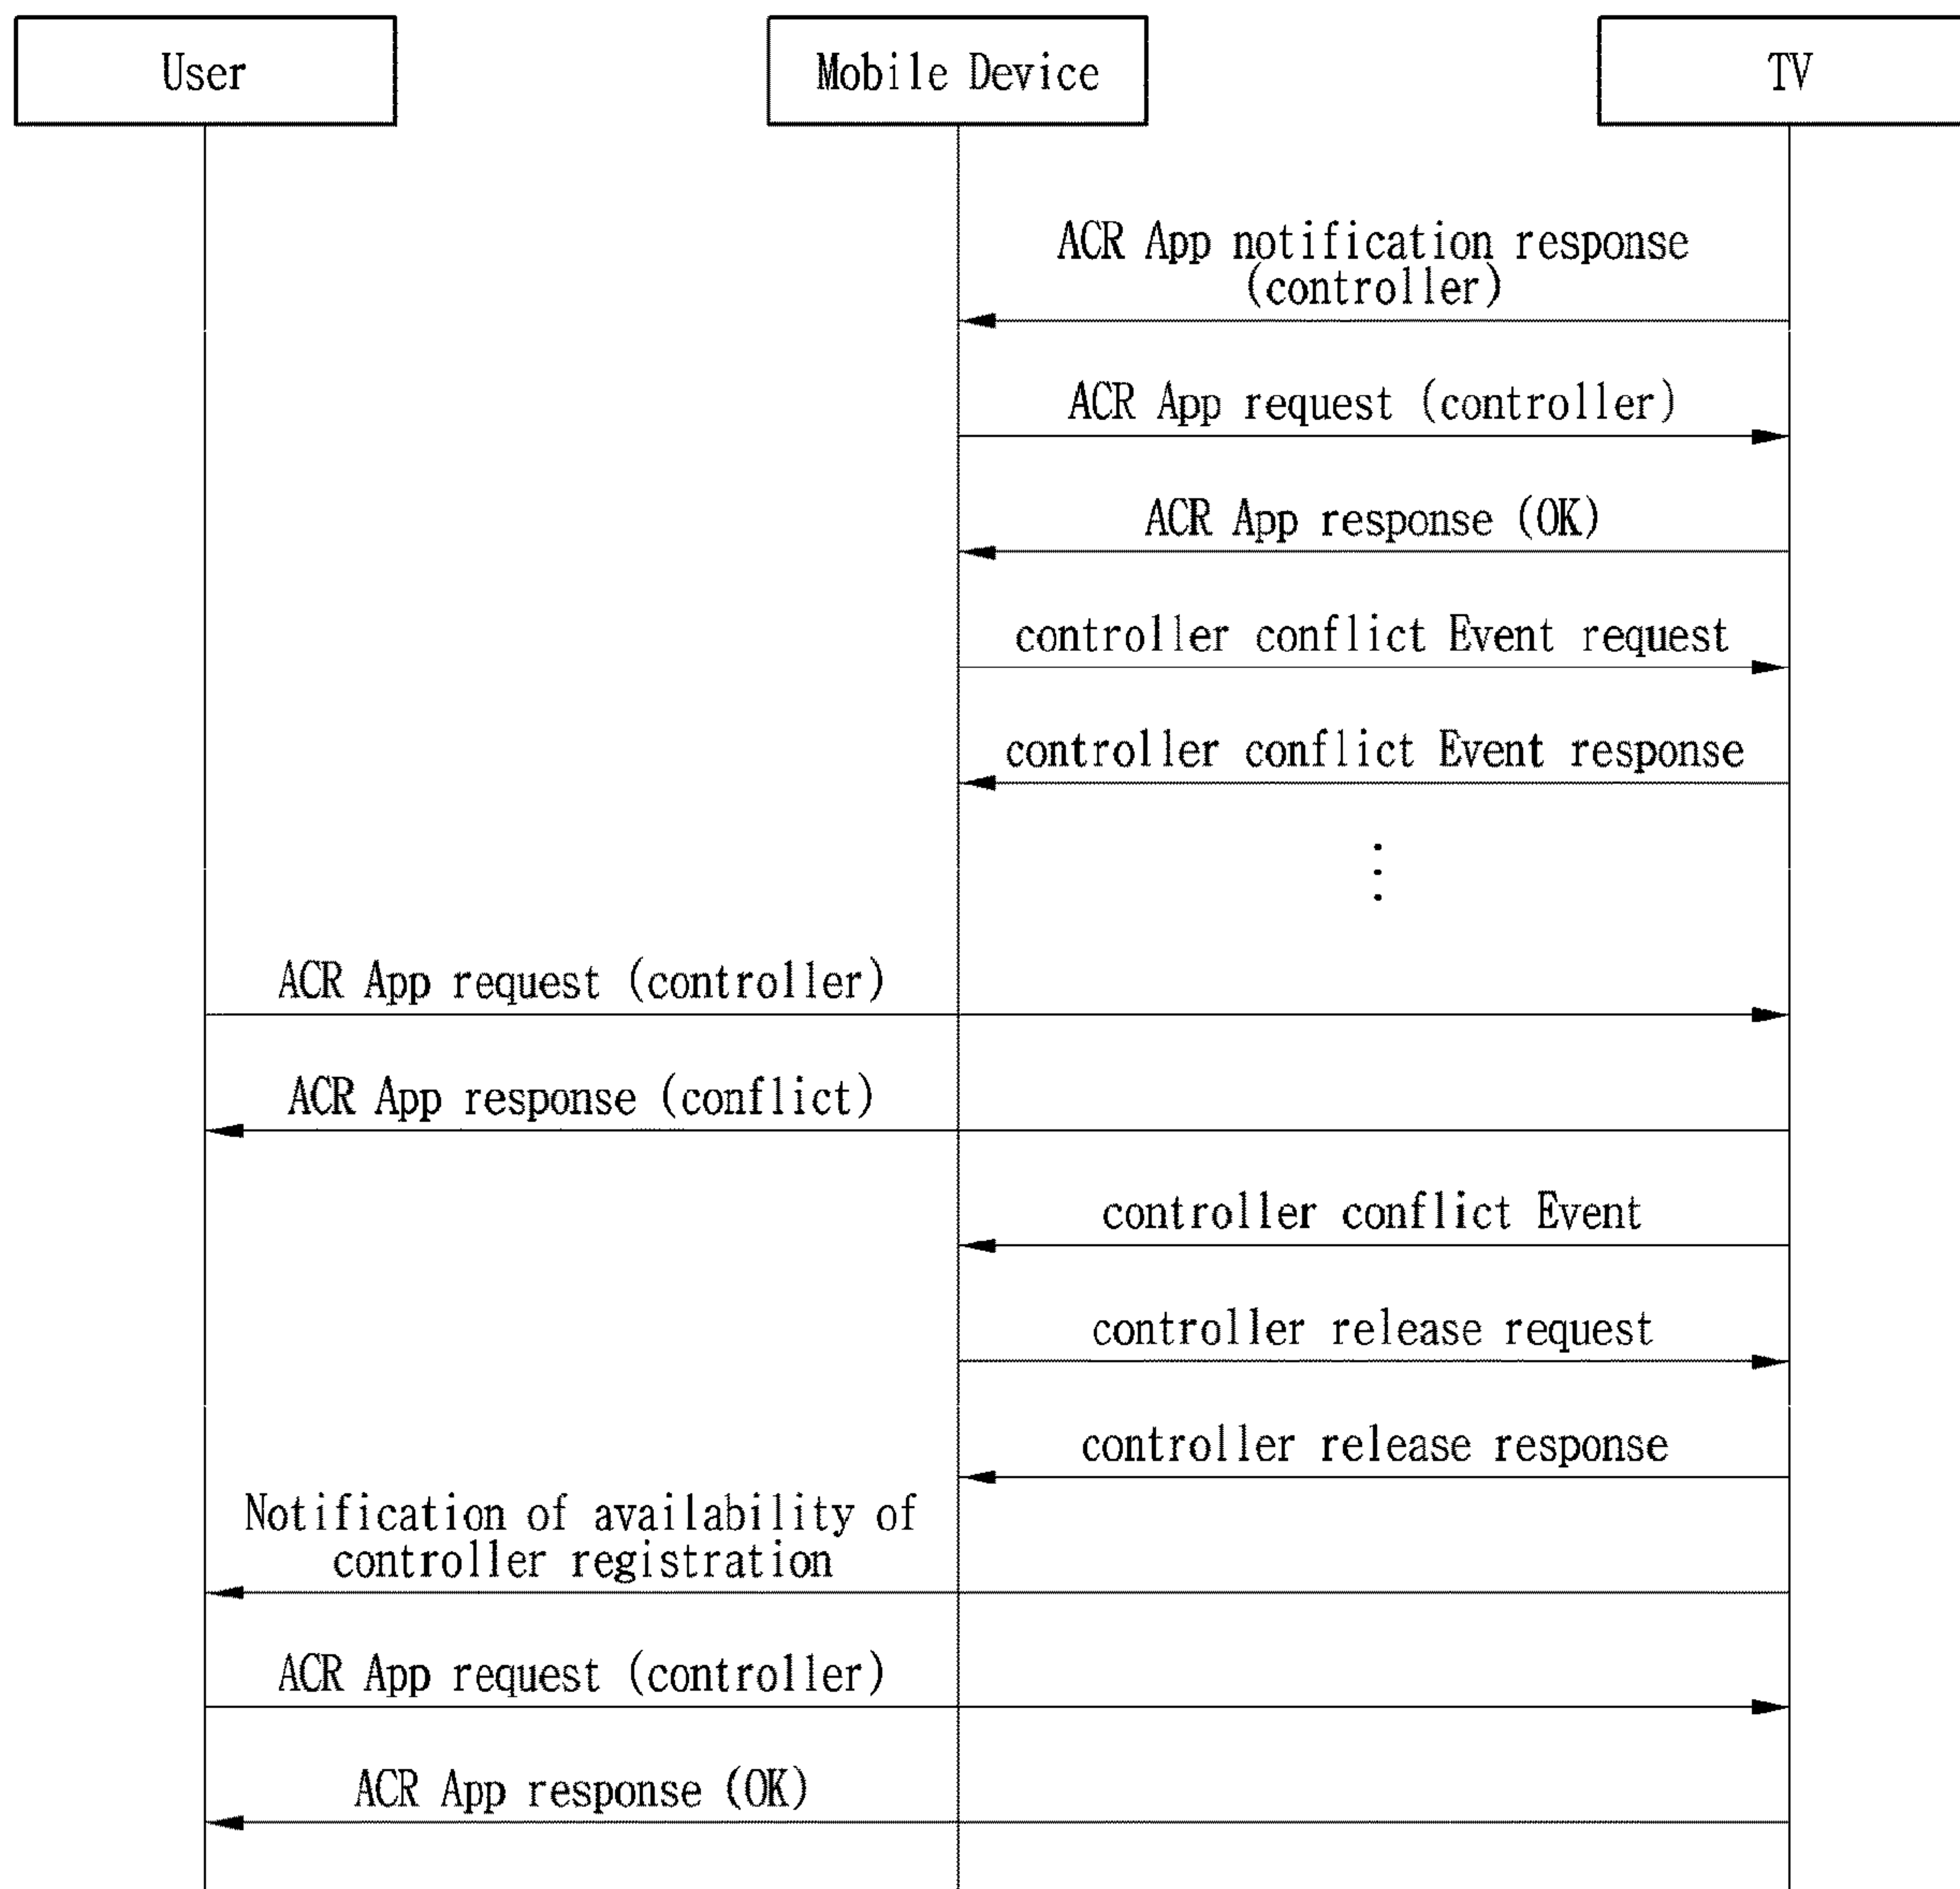 User
Mobile Device
TV
ACR App notification response
(controller)
ACR App request (controller)
ACR App response (OK)
controller conflict Event request
controller conflict Event response
ACR App request (controller)
ACR App response (conflict)
controller conflict Event
controller release request
controller release response
Notification of availability of
controller registration
ACR App request (controller)
ACR App response (OK)